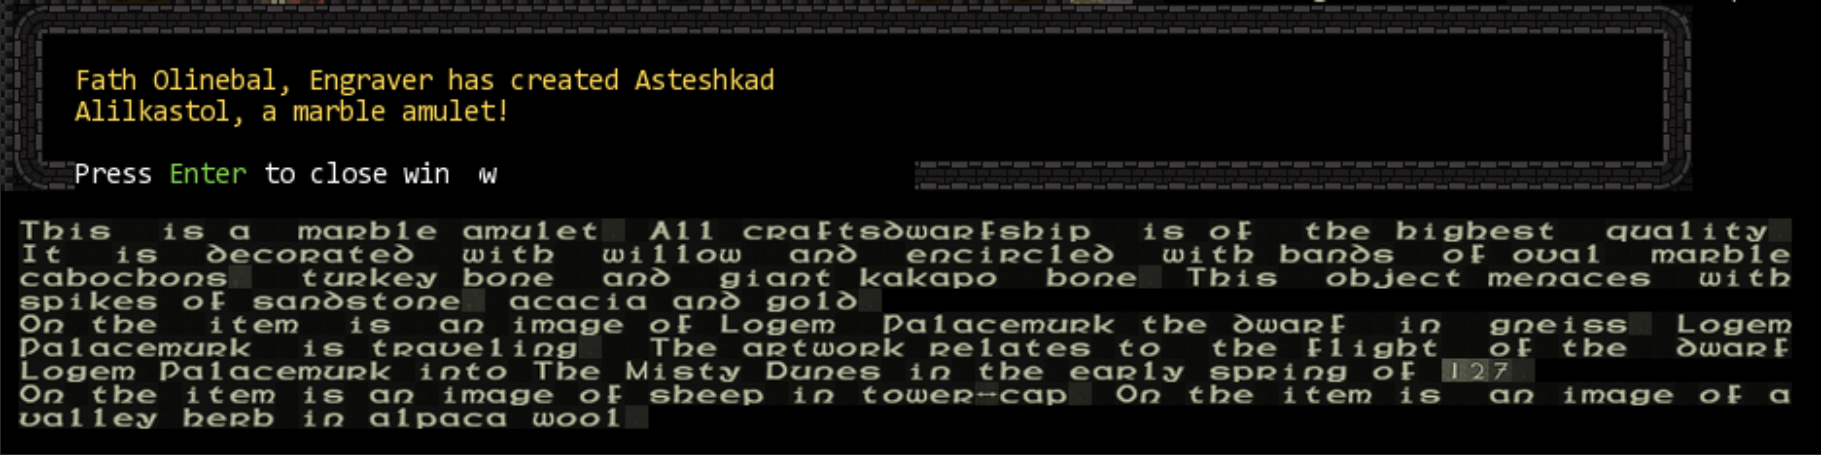 Fath Olinebal, Engraver has created Asteshkad
Alilkastol, a marble amulet!
Press Enter to close win w
This is a marble amulet All craftsdwarfship is of the highest quality
It is decorated with willow and encircled with bands of oval marble
cabochons turkey bone and giant kakapo bone This object menaces with
spikes of sandstone acacia and gold
On the item is an image of Logem Palacemurk the dwarf in gneiss Logem
Palacemurk is traveling The artwork relates to the flight of the dwarf
Logem Palacemurk into The Misty Dunes in the early spring of 127
On the item is an image of sheep in tower-cap On the item is an image of a
valley herb in alpaca wool